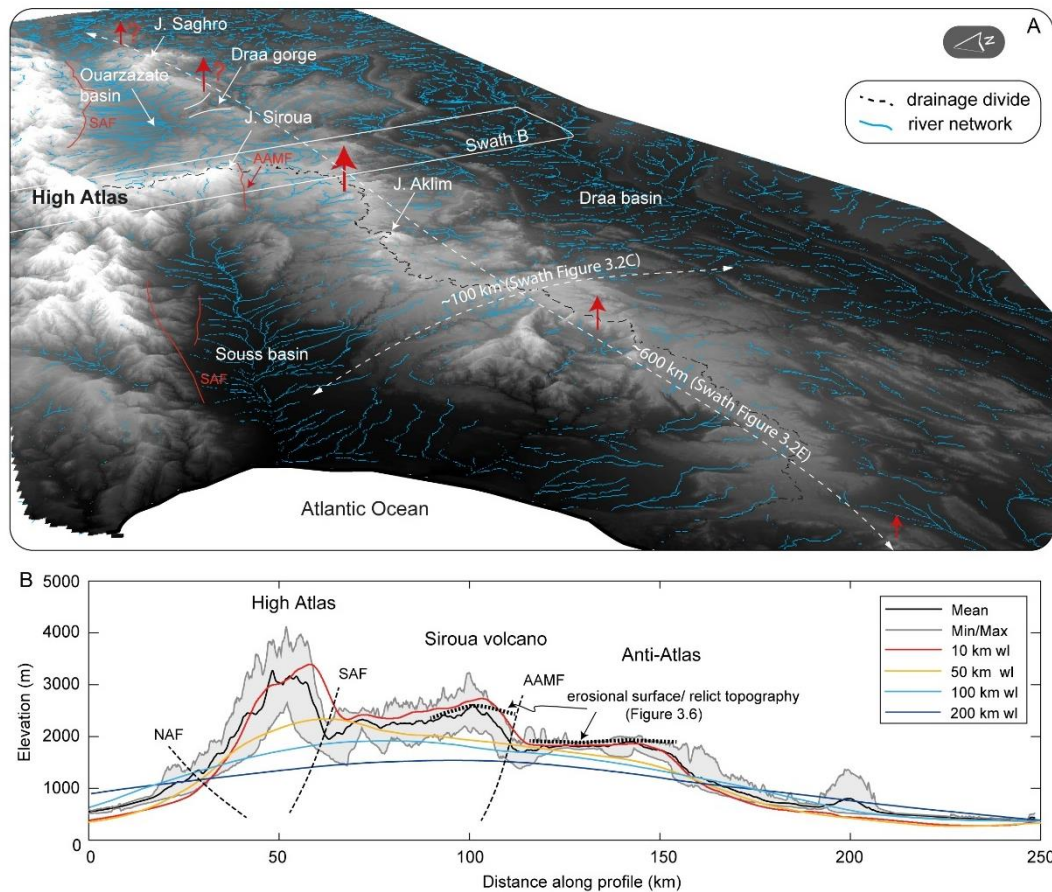 A
J. Saghro
Z
?
Draa gorge
?
Ouarzazate
basin
drainage divide
river network
SAF
J. Siroua
Swath B
AAMF
High Atlas
J. Aklim
Draa basin
~100 km (Swath Figure 3.2C)
Souss basin
SAF
~600 km (Swath Figure 3.2E)
Atlantic Ocean
B
5000
4000
3000
2000
1000
0
Elevation (m)
High Atlas
Siroua volcano
Anti-Atlas
NAF
SAF
AAMF
erosional surface/ relict topography
(Figure 3.6)
Mean
Min/Max
10 km wl
50 km wl
100 km wl
200 km wl
0
50
100
150
200
250
Distance along profile (km)